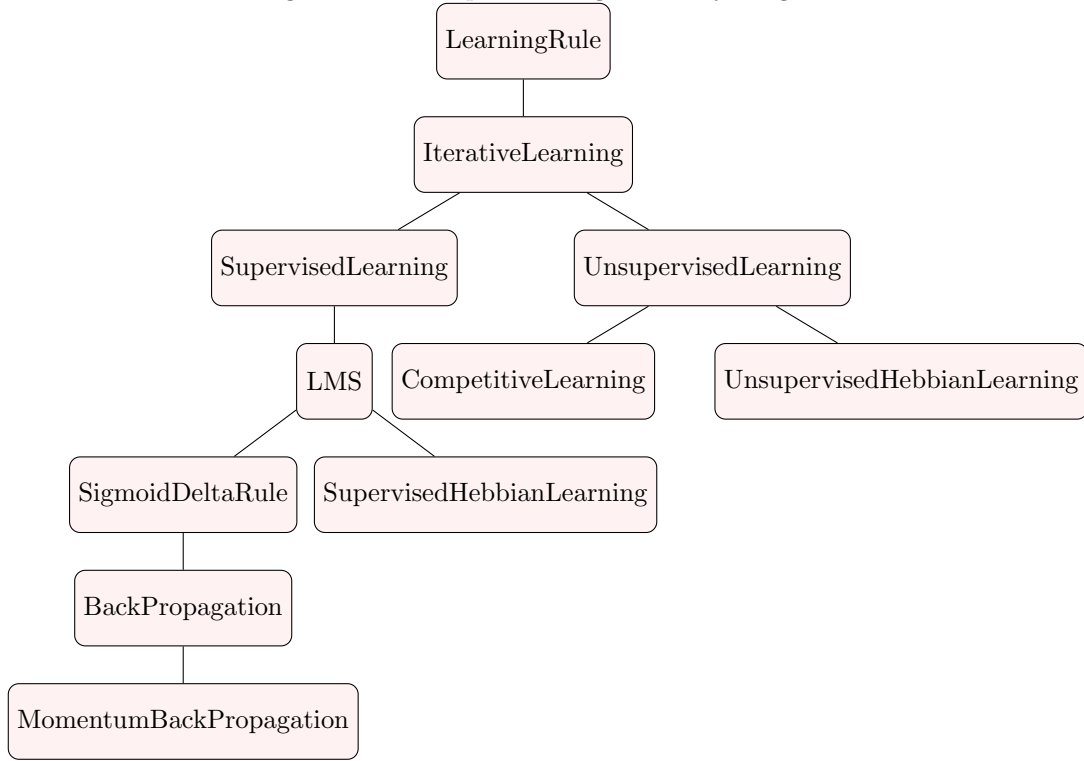 LearningRule
IterativeLearning
SupervisedLearning
UnsupervisedLearning
LMS
CompetitiveLearning
UnsupervisedHebbianLearning
SigmoidDeltaRule
SupervisedHebbianLearning
BackPropagation
MomentumBackPropagation